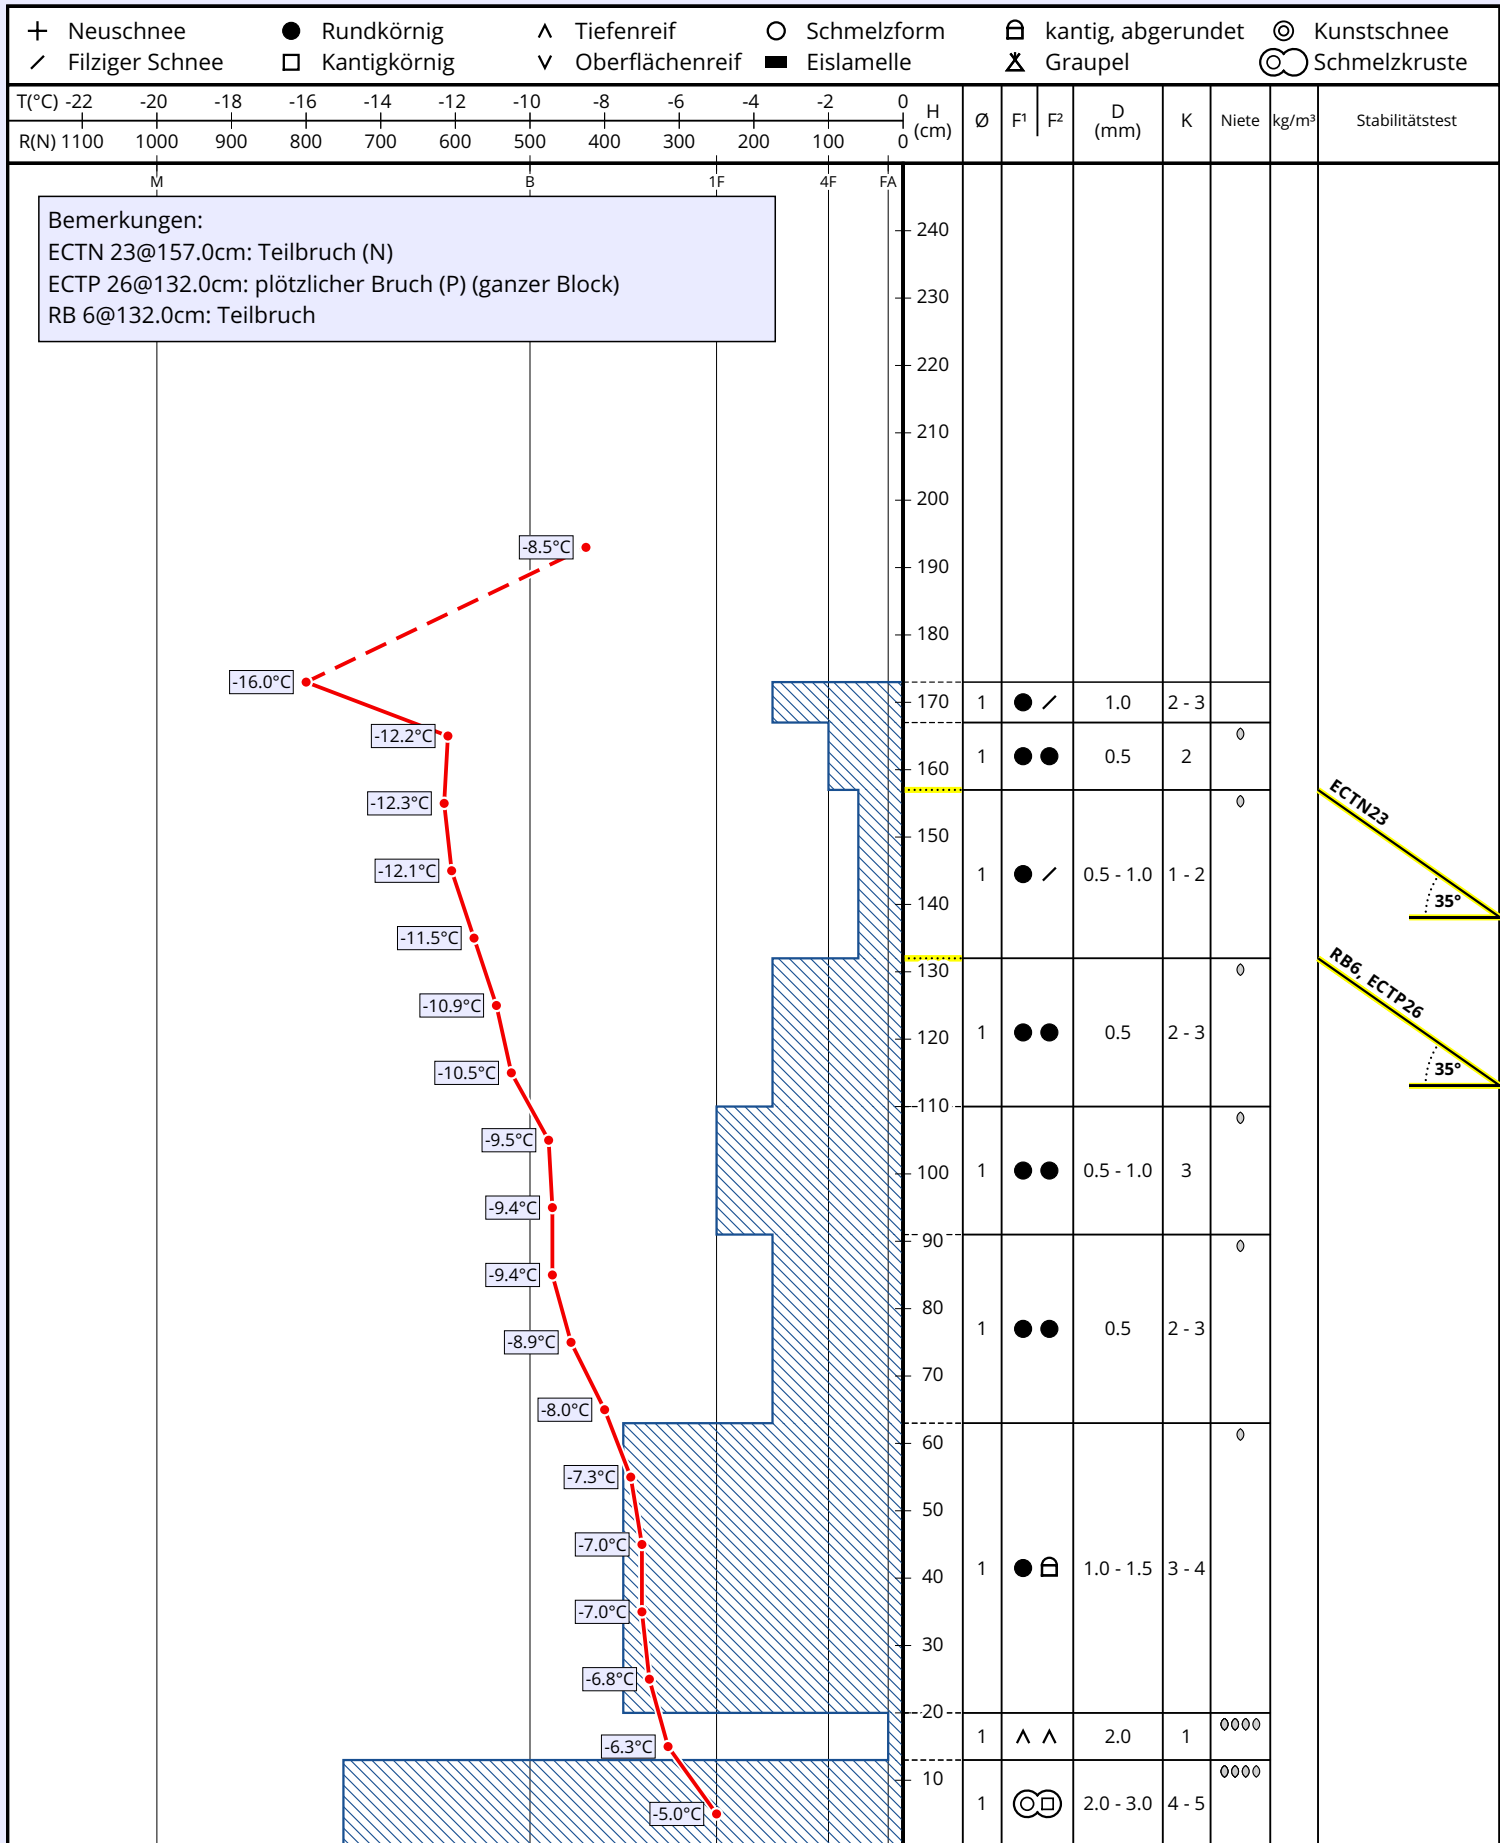 Neuschnee Rundkörnig Tiefenreif Schmelzform kantig, abgerundet Kunstschnee
Filziger Schnee Kantigkörnig Oberflächenreif Eislamelle Graupel Schmelzkruste
T(°C) -22 -20 -18 -16 -14 -12 -10 -8 -6 -4 -2 0
R(N) 1100 1000 900 800 700 600 500 400 300 200 100 0
H (cm) Ø F¹ F² D (mm) K Niete kg/m³ Stabilitätstest
M B 1F 4F FA
Bemerkungen:
ECTN 23@157.0cm: Teilbruch (N)
ECTP 26@132.0cm: plötzlicher Bruch (P) (ganzer Block)
RB 6@132.0cm: Teilbruch
240
230
220
210
200
-8.5°C
190
180
-16.0°C
170 1 1.0 2 - 3
-12.2°C
160 1 0.5 2
-12.3°C
ECTN23
150
-12.1°C
1 0.5 - 1.0 1 - 2
140 35°
-11.5°C
130
RB6, ECTP26
-10.9°C
120 1 0.5 2 - 3
-10.5°C
35°
110
-9.5°C
100 1 0.5 - 1.0 3
-9.4°C
90
-9.4°C
80
1 0.5 2 - 3
-8.9°C
70
-8.0°C
60
-7.3°C
50
-7.0°C
40 1 1.0 - 1.5 3 - 4
-7.0°C
30
-6.8°C
20
1 2.0 1
-6.3°C
10
1 2.0 - 3.0 4 - 5
-5.0°C